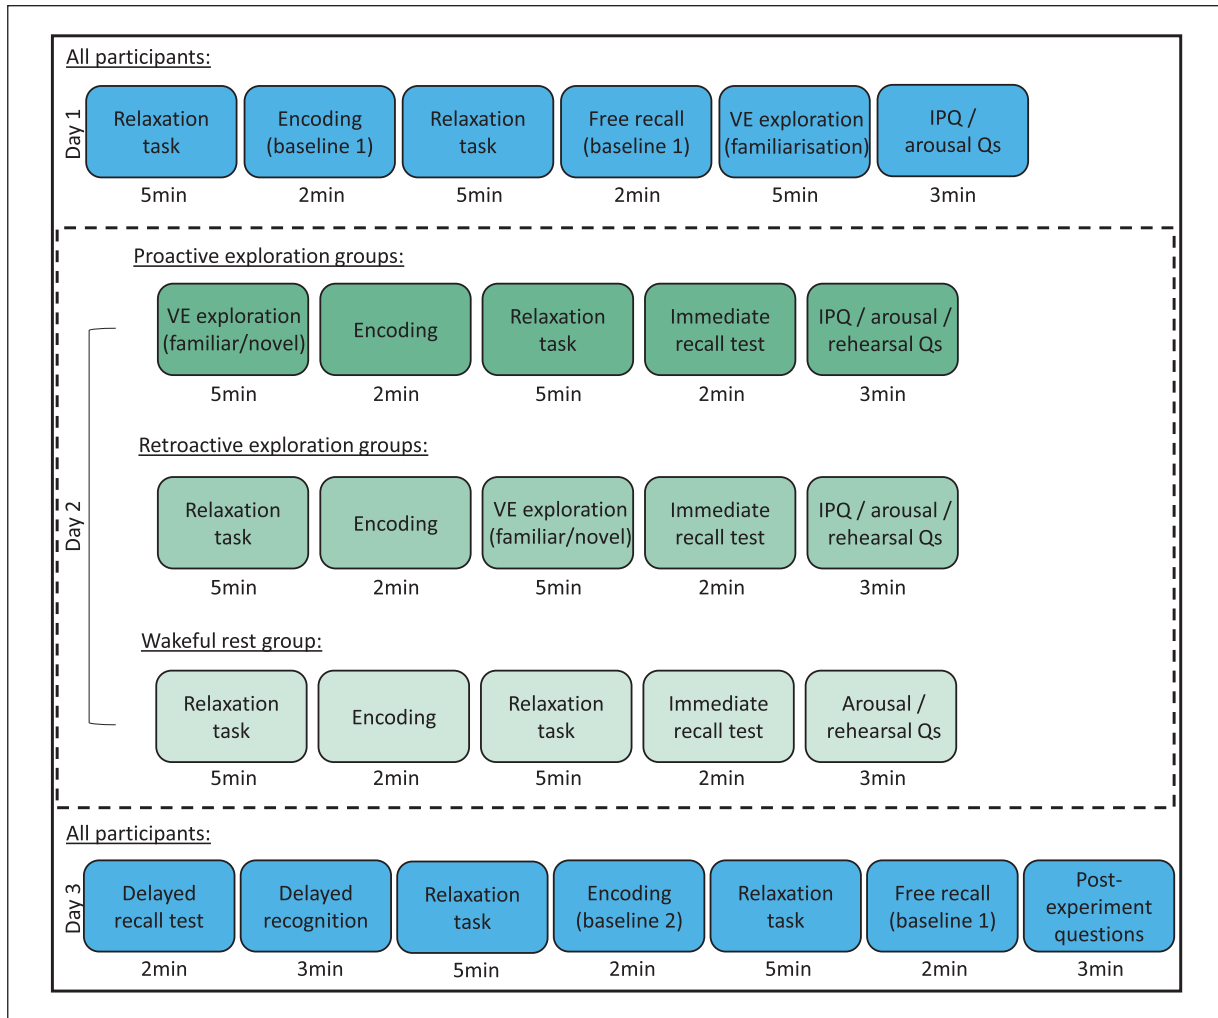 All participants:
Day 1
Relaxation
task
Encoding
(baseline 1)
Relaxation
task
Free recall
(baseline 1)
VE exploration
(familiarisation)
IPQ /
arousal Qs
5min
2min
5min
2min
5min
3min
Day 2
Proactive exploration groups:
VE exploration
(familiar/novel)
Encoding
Relaxation
task
Immediate
recall test
IPQ / arousal /
rehearsal Qs
5min
2min
5min
2min
3min
Retroactive exploration groups:
Relaxation
task
Encoding
VE exploration
(familiar/novel)
Immediate
recall test
IPQ / arousal /
rehearsal Qs
5min
2min
5min
2min
3min
Wakeful rest group:
Relaxation
task
Encoding
Relaxation
task
Immediate
recall test
Arousal /
rehearsal Qs
5min
2min
5min
2min
3min
All participants:
Day 3
Delayed
recall test
Delayed
recognition
Relaxation
task
Encoding
(baseline 2)
Relaxation
task
Free recall
(baseline 1)
Post-
experiment
questions
2min
3min
5min
2min
5min
2min
3min